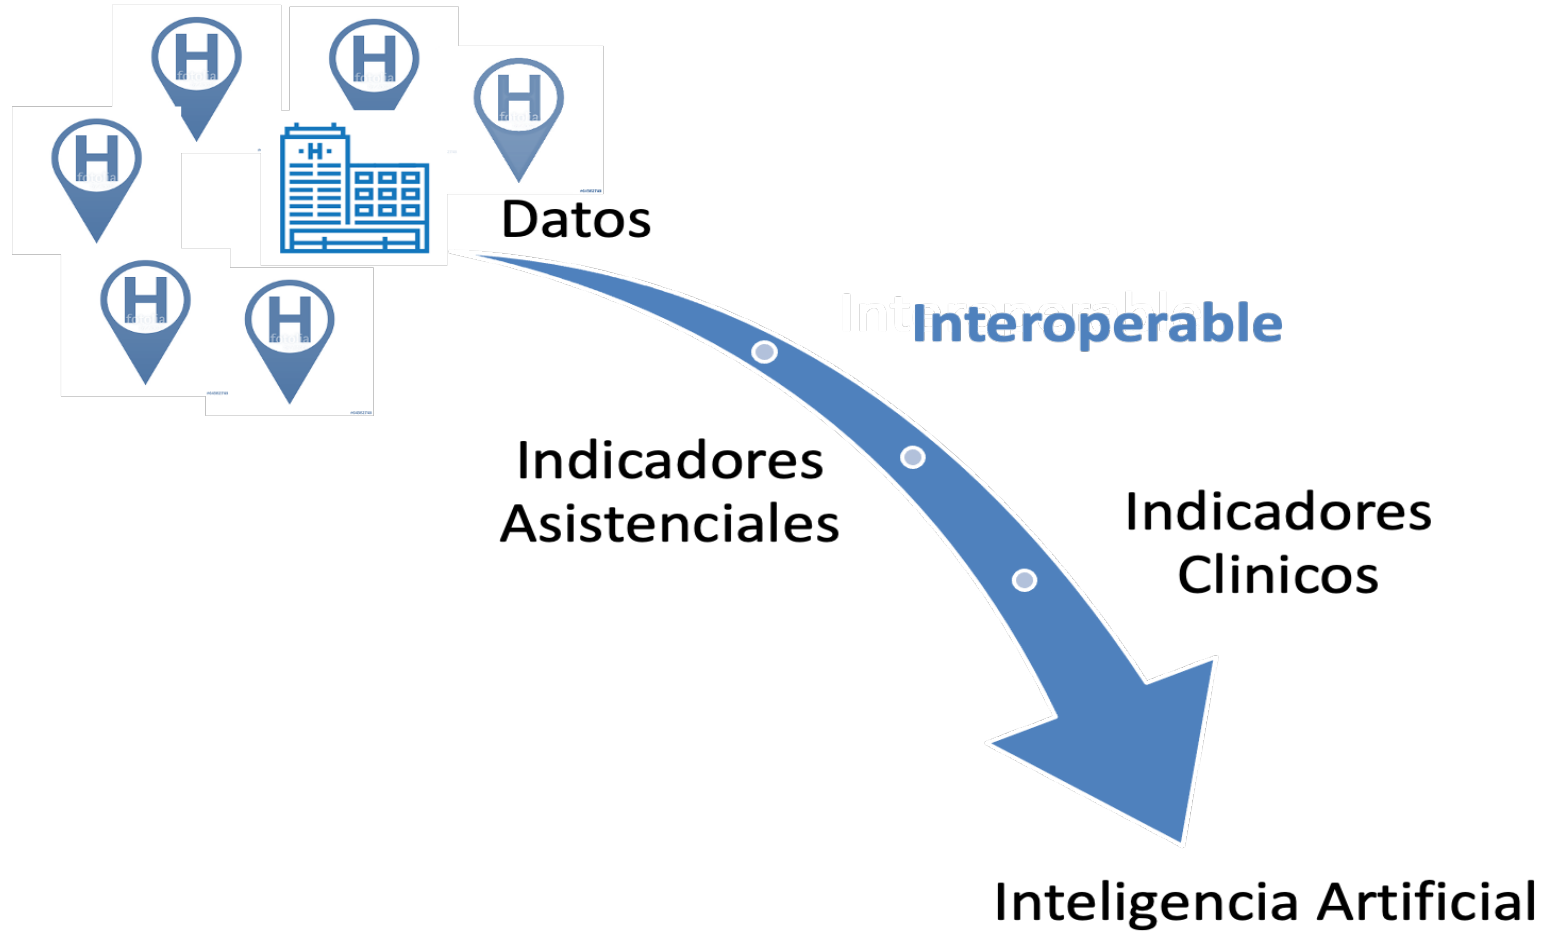 H
H
H
H
H
H
H
Datos
Interoperable
Indicadores
Asistenciales
Indicadores
Clinicos
Inteligencia Artificial